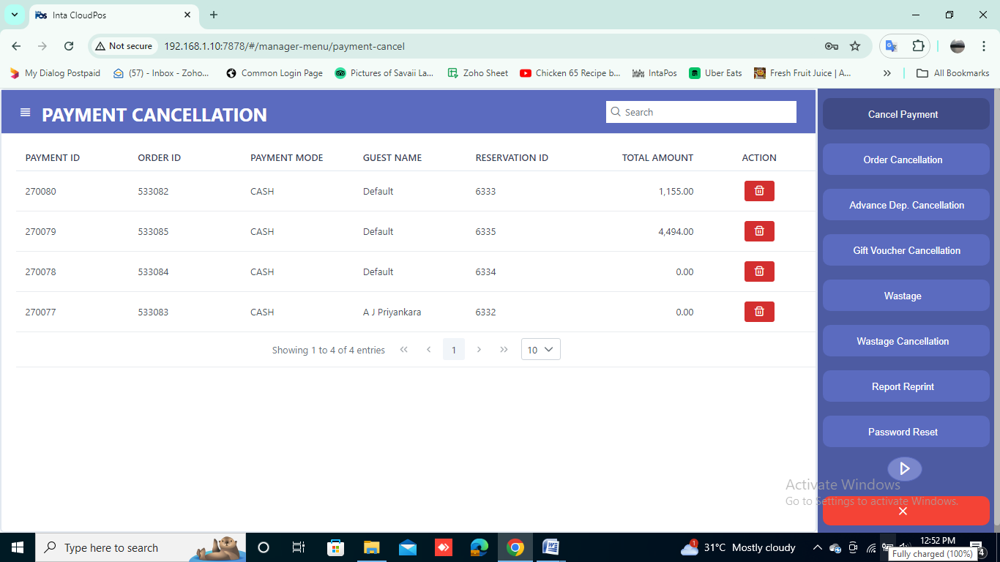 Inta CloudPos
Not secure 192.168.1.10:7878/#/manager-menu/payment-cancel
My Dialog Postpaid (57) - Inbox - Zoho... Common Login Page Pictures of Savaii La... Zoho Sheet Chicken 65 Recipe b... IntaPos Uber Eats Fresh Fruit Juice | A... All Bookmarks
PAYMENT CANCELLATION
Search
PAYMENT ID ORDER ID PAYMENT MODE GUEST NAME RESERVATION ID TOTAL AMOUNT ACTION
270080 533082 CASH Default 6333 1,155.00
270079 533085 CASH Default 6335 4,494.00
270078 533084 CASH Default 6334 0.00
270077 533083 CASH A J Priyankara 6332 0.00
Showing 1 to 4 of 4 entries 1 10
Cancel Payment
Order Cancellation
Advance Dep. Cancellation
Gift Voucher Cancellation
Wastage
Wastage Cancellation
Report Reprint
Password Reset
Activate Windows
Go to Settings to activate Windows.
Type here to search
1 31°C Mostly cloudy
12:52 PM
Fully charged (100%)
4